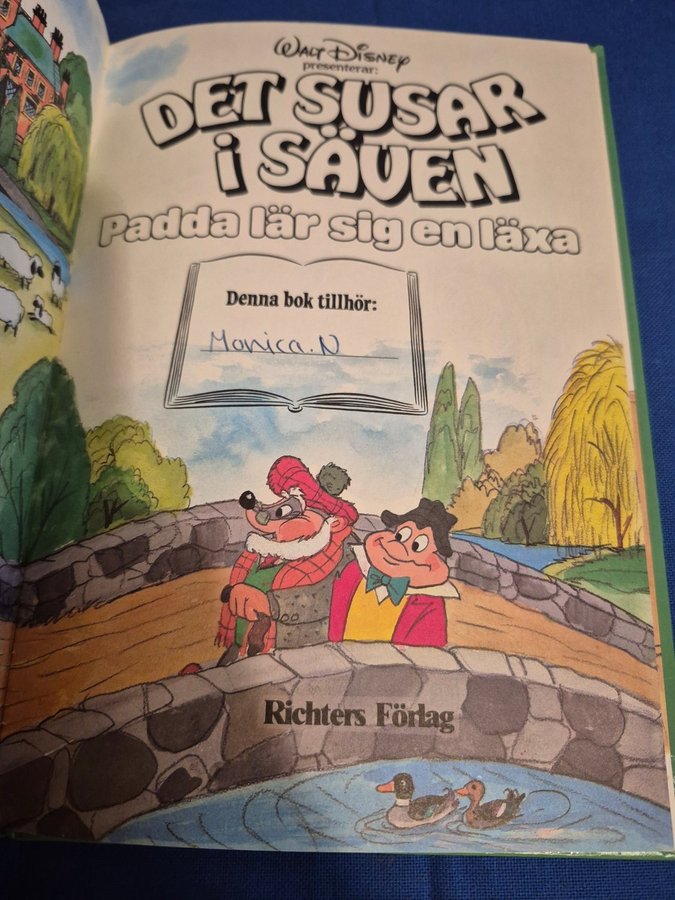 Walt Disney
presenterar:
DET SUSAR
i SÄVEN
Padda lär sig en läxa
Denna bok tillhör:
Monica.N
Richters Förlag